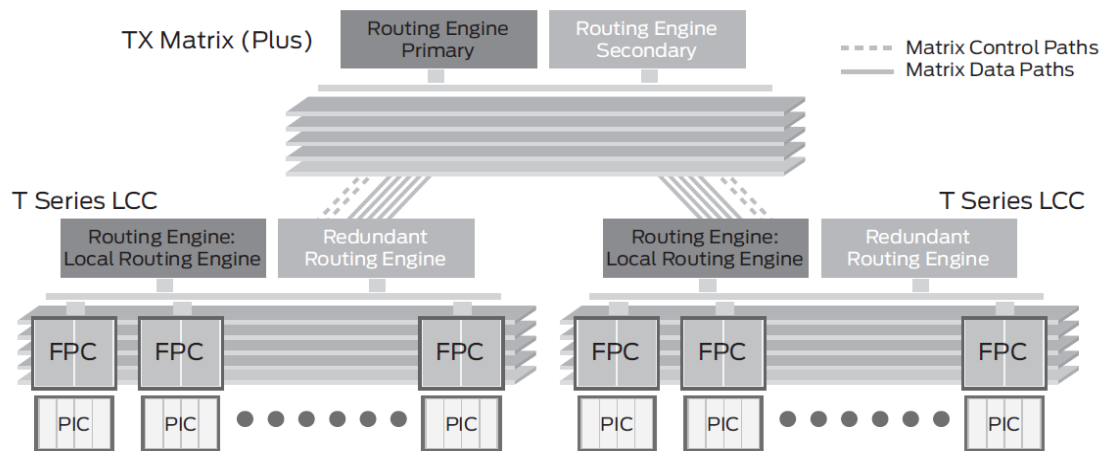 TX Matrix (Plus)
Routing Engine
Primary
Routing Engine
Secondary
Matrix Control Paths
Matrix Data Paths
T Series LCC
Routing Engine:
Local Routing Engine
Redundant
Routing Engine
T Series LCC
Routing Engine:
Local Routing Engine
Redundant
Routing Engine
FPC
FPC
FPC
FPC
FPC
FPC
PIC
PIC
PIC
PIC
PIC
PIC